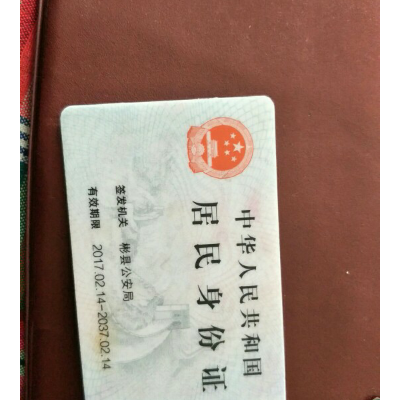 中华人民共和国
居民身份证
签发机关 彬县公安局
有效期限 2017.02.14-2037.02.14